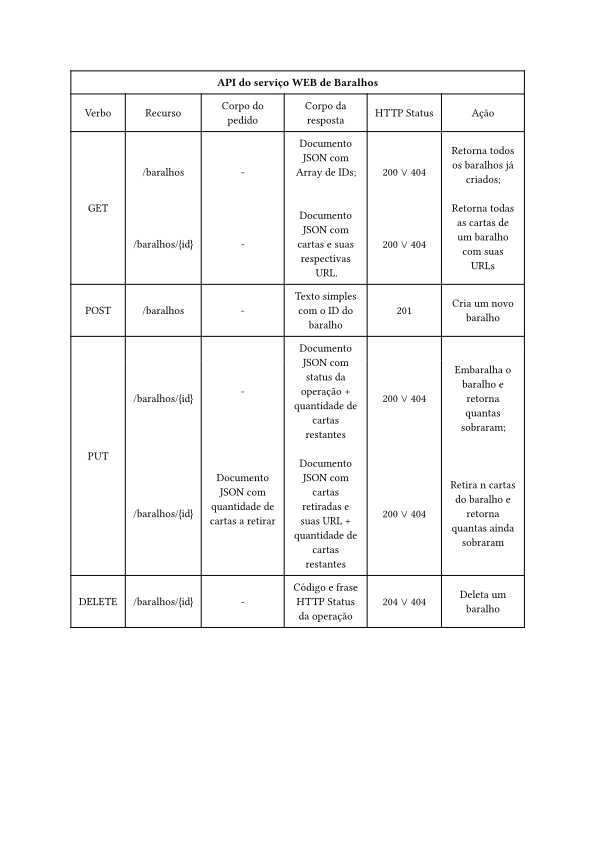 API do serviço WEB de Baralhos
Verbo
Recurso
Corpo do
pedido
Corpo da
resposta
HTTP Status
Ação
GET
/baralhos
-
Documento
JSON com
Array de IDs;
200 ∨ 404
Retorna todos
os baralhos já
criados;
/baralhos/{id}
-
Documento
JSON com
cartas e suas
respectivas
URL.
200 ∨ 404
Retorna todas
as cartas de
um baralho
com suas
URLs
POST
/baralhos
-
Texto simples
com o ID do
baralho
201
Cria um novo
baralho
PUT
/baralhos/{id}
-
Documento
JSON com
status da
operação +
quantidade de
cartas
restantes
200 ∨ 404
Embaralha o
baralho e
retorna
quantas
sobraram;
/baralhos/{id}
Documento
JSON com
quantidade de
cartas a retirar
Documento
JSON com
cartas
retiradas e
suas URL +
quantidade de
cartas
restantes
200 ∨ 404
Retira n cartas
do baralho e
retorna
quantas ainda
sobraram
DELETE
/baralhos/{id}
-
Código e frase
HTTP Status
da operação
204 ∨ 404
Deleta um
baralho